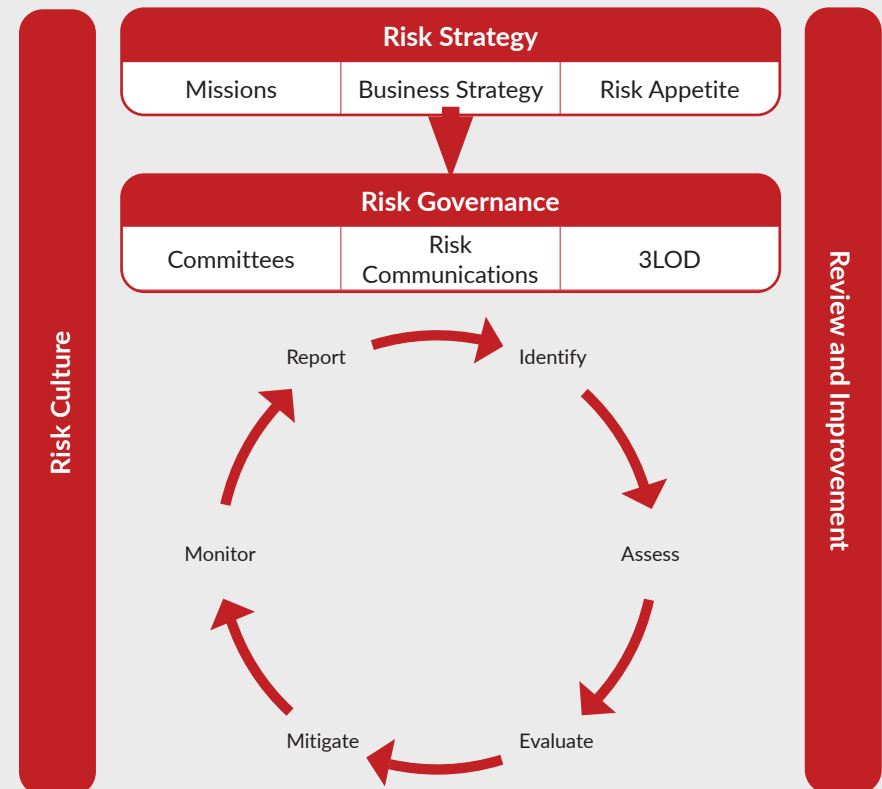 Risk Strategy
Missions
Business Strategy
Risk Appetite
Risk Governance
Committees
Risk
Communications
3LOD
Risk Culture
Review and Improvement
Report
Identify
Monitor
Assess
Mitigate
Evaluate